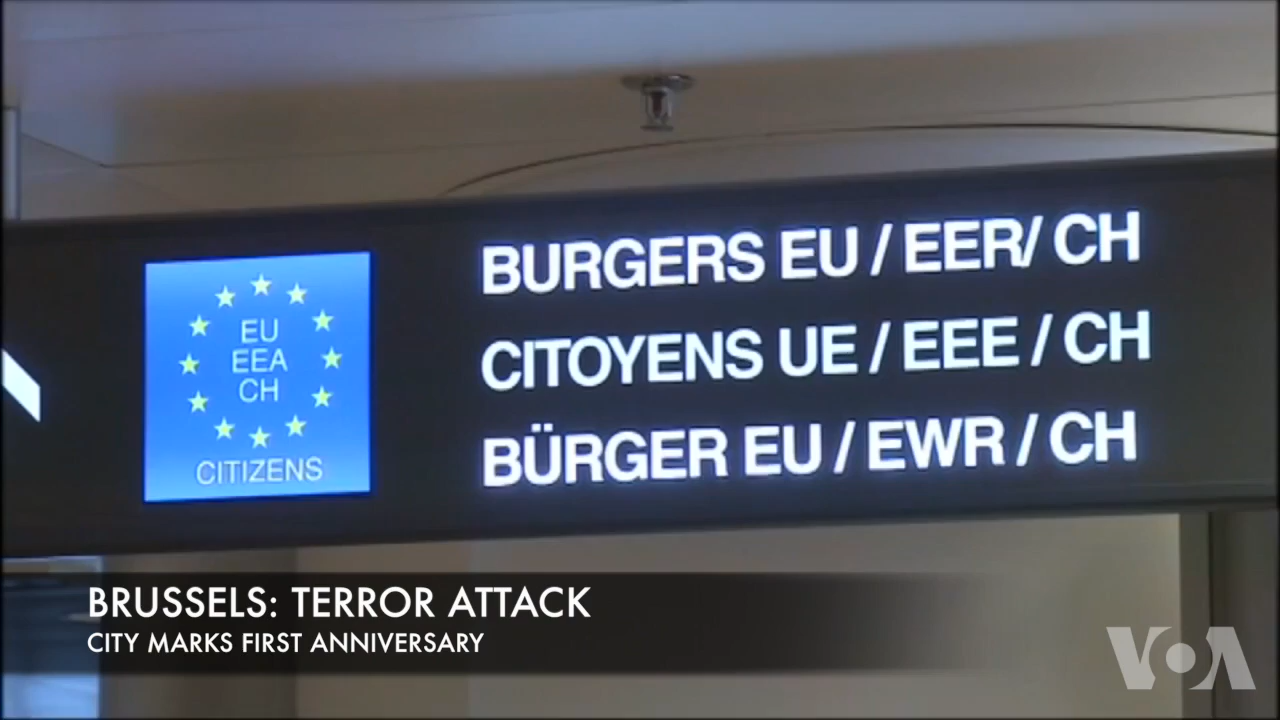 EU
EEA
CH
CITIZENS
BURGERS EU / EER/ CH
CITOYENS UE / EEE / CH
BÜRGER EU / EWR / CH
BRUSSELS: TERROR ATTACK
CITY MARKS FIRST ANNIVERSARY
VOA